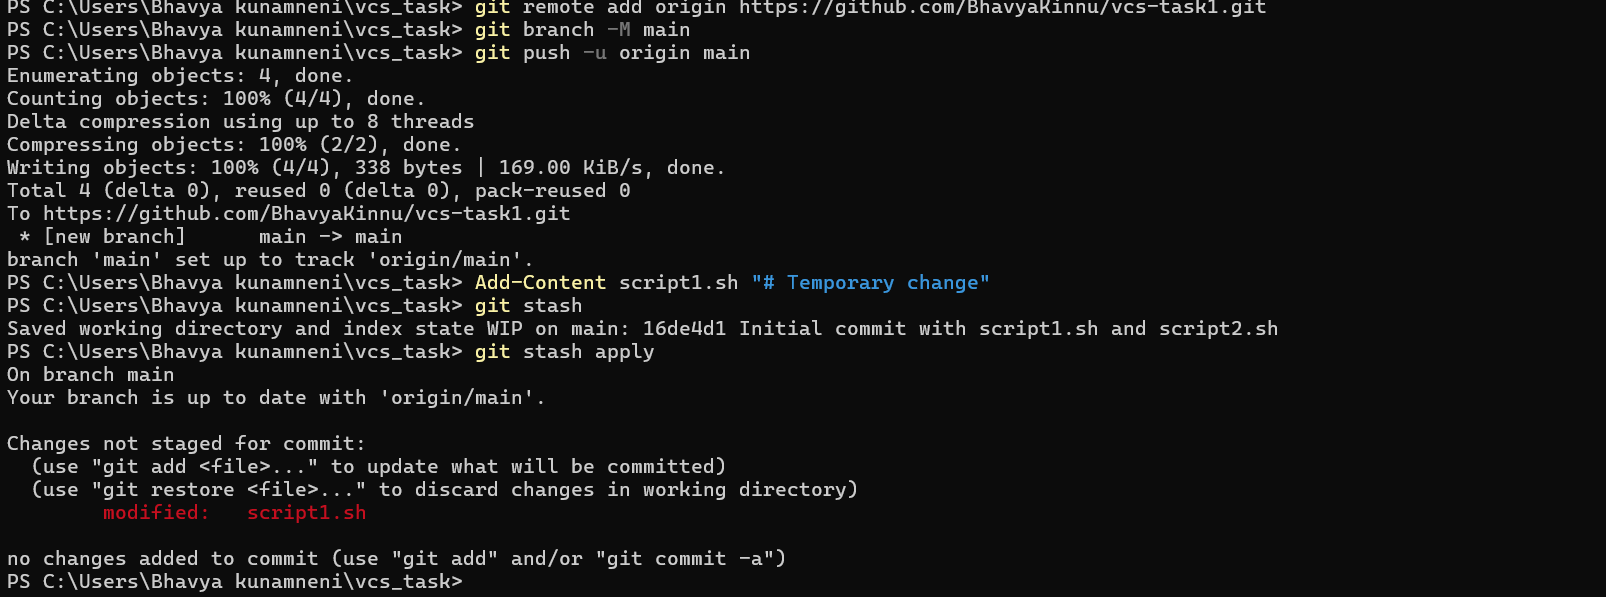 PS C:\Users\Bhavya kunamneni\vcs_task> git remote add origin https://github.com/BhavyaKinnu/vcs-task1.git
PS C:\Users\Bhavya kunamneni\vcs_task> git branch -M main
PS C:\Users\Bhavya kunamneni\vcs_task> git push -u origin main
Enumerating objects: 4, done.
Counting objects: 100% (4/4), done.
Delta compression using up to 8 threads
Compressing objects: 100% (2/2), done.
Writing objects: 100% (4/4), 338 bytes | 169.00 KiB/s, done.
Total 4 (delta 0), reused 0 (delta 0), pack-reused 0
To https://github.com/BhavyaKinnu/vcs-task1.git
 * [new branch]      main -> main
branch 'main' set up to track 'origin/main'.
PS C:\Users\Bhavya kunamneni\vcs_task> Add-Content script1.sh "# Temporary change"
PS C:\Users\Bhavya kunamneni\vcs_task> git stash
Saved working directory and index state WIP on main: 16de4d1 Initial commit with script1.sh and script2.sh
PS C:\Users\Bhavya kunamneni\vcs_task> git stash apply
On branch main
Your branch is up to date with 'origin/main'.

Changes not staged for commit:
  (use "git add <file>..." to update what will be committed)
  (use "git restore <file>..." to discard changes in working directory)
        modified:   script1.sh

no changes added to commit (use "git add" and/or "git commit -a")
PS C:\Users\Bhavya kunamneni\vcs_task>